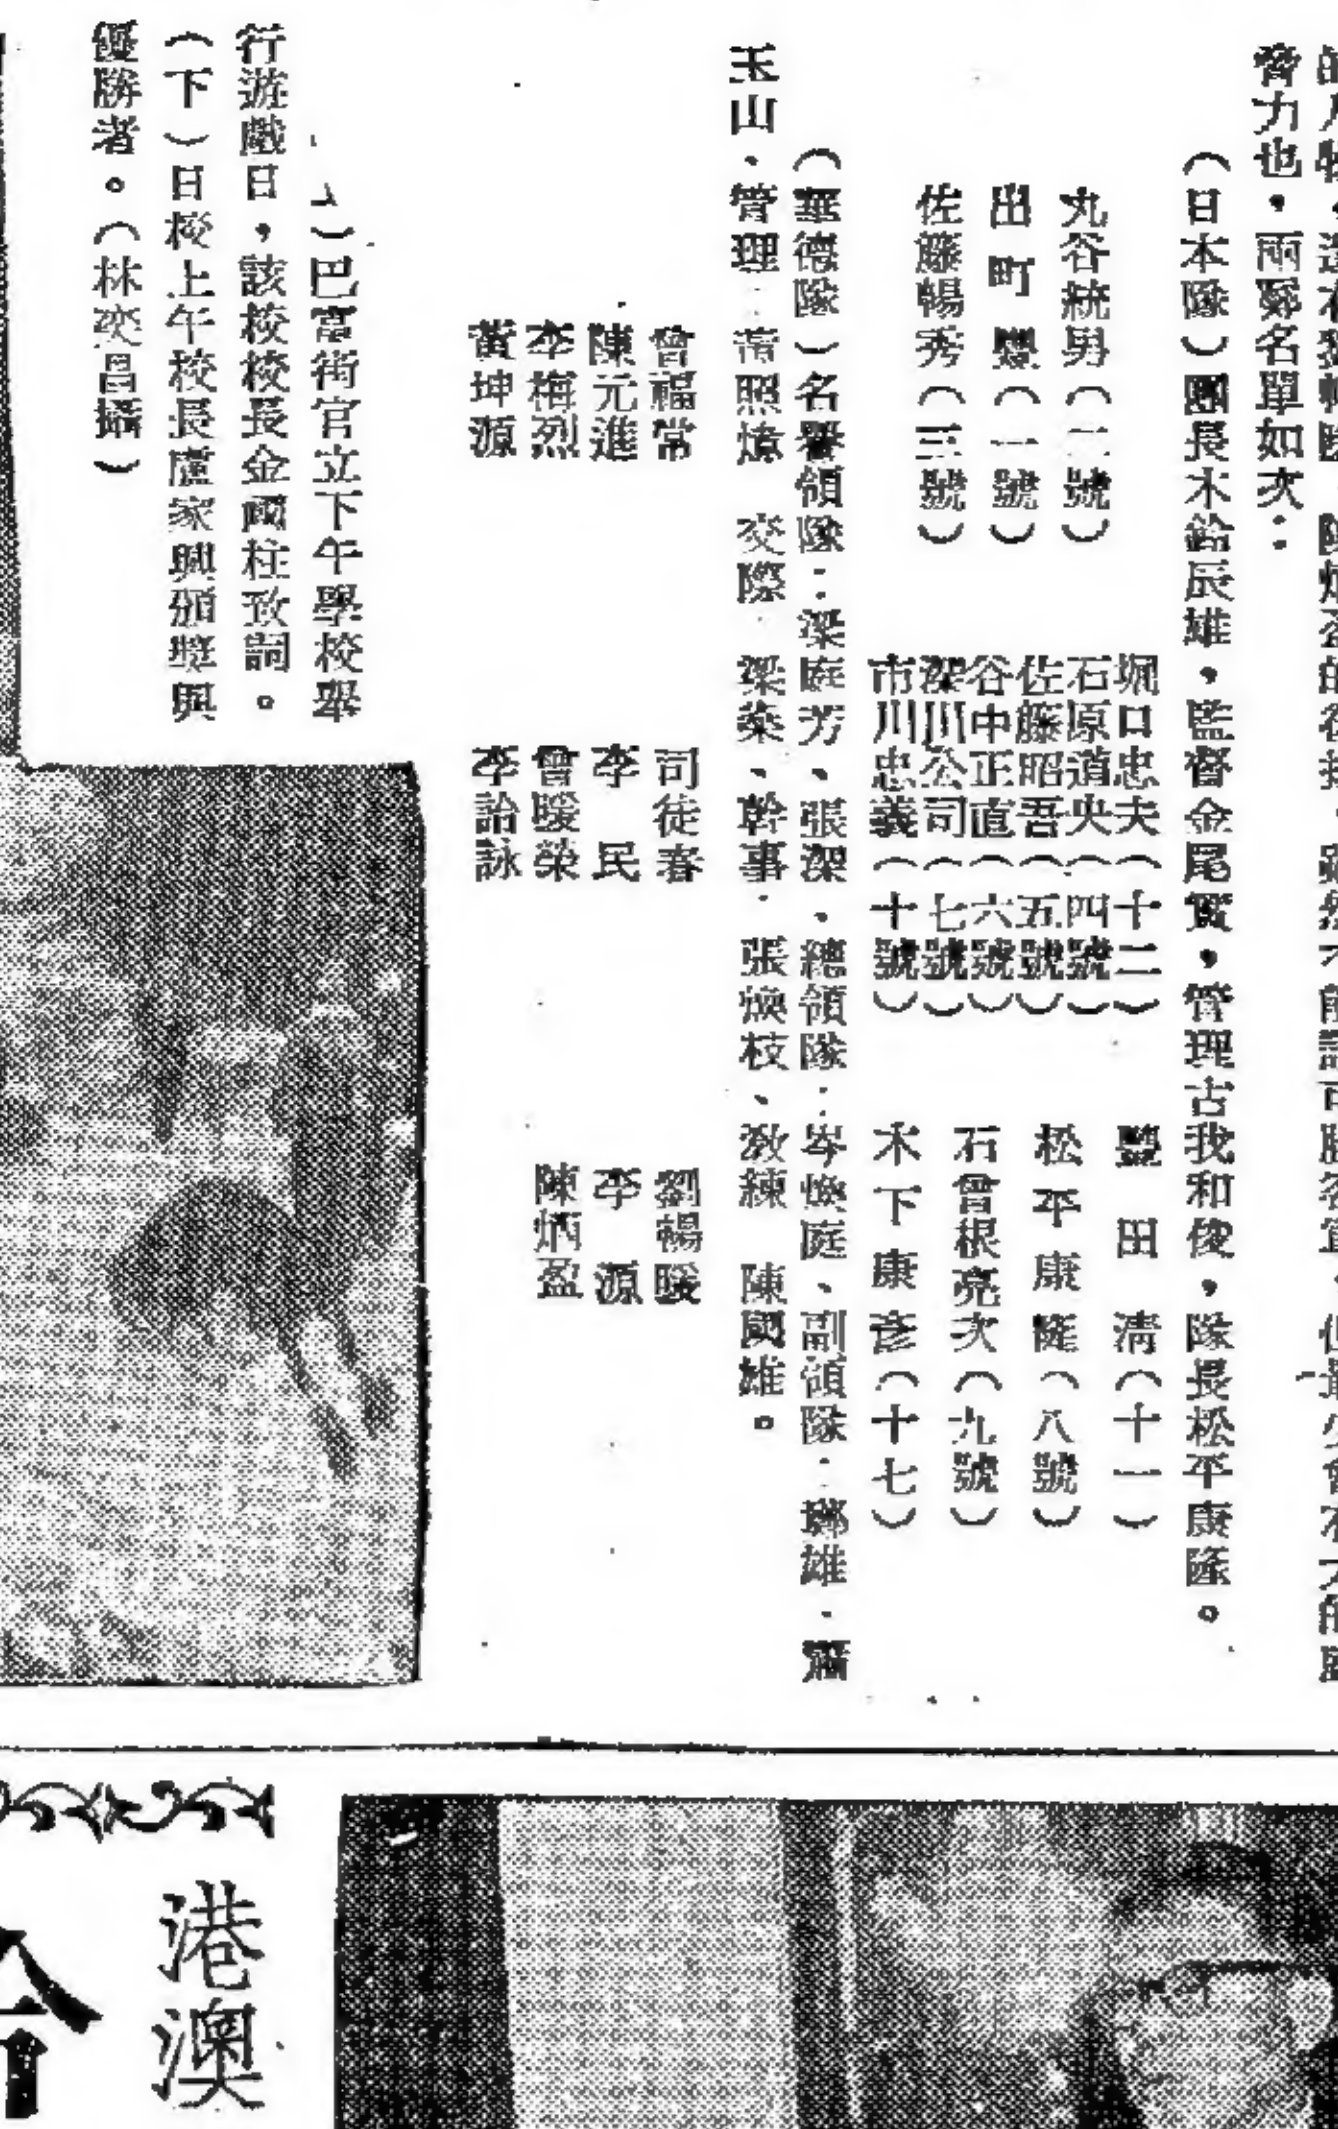 脅力也，兩隊名單如次：
（日本隊）團長木鈴辰雄，監督金尾實，管理古我和俊，隊長松平康隆。
丸谷統男（二號）
出町豐（一號）
佐藤暢秀（三號）
堀口忠夫（十二）
石原道央（四號）
佐藤昭吾（五號）
谷中正直（六號）
深川公司（七號）
市川忠義（十號）
豐田清（十一）
松平康隆（八號）
石曾根亮次（九號）
木下康彥（十七）
（華德隊）名譽領隊：梁庭芳、張深、總領隊：岑煥庭、副領隊：鄔雄．
玉山、管理 照燎 交際 梁燊、幹事．張煥枝、教練 陳國雄。
曾福常
陳元進
李梅烈
黃坤源
司徒春
李民
曾暖榮
李詒詠
劉暢暖
李源
陳炳盈
）巴富街官立下午學校舉
行游戲日，該校校長金國柱致詞。
（下）日校上午校長盧家興頒獎與
優勝者。（林奕昌攝）
港澳